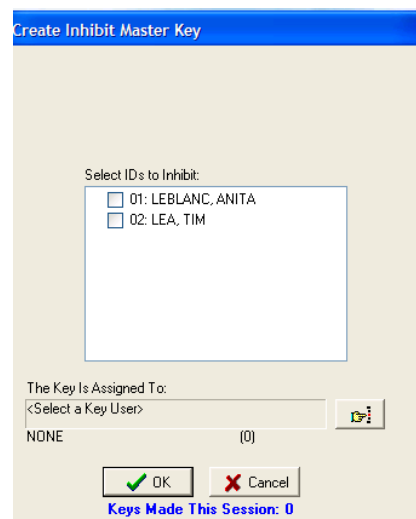 Create Inhibit Master Key
Select IDs to Inhibit:
01: LEBLANC, ANITA
02: LEA, TIM
The Key Is Assigned To:
<Select a Key User>
NONE (0)
OK Cancel
Keys Made This Session: 0